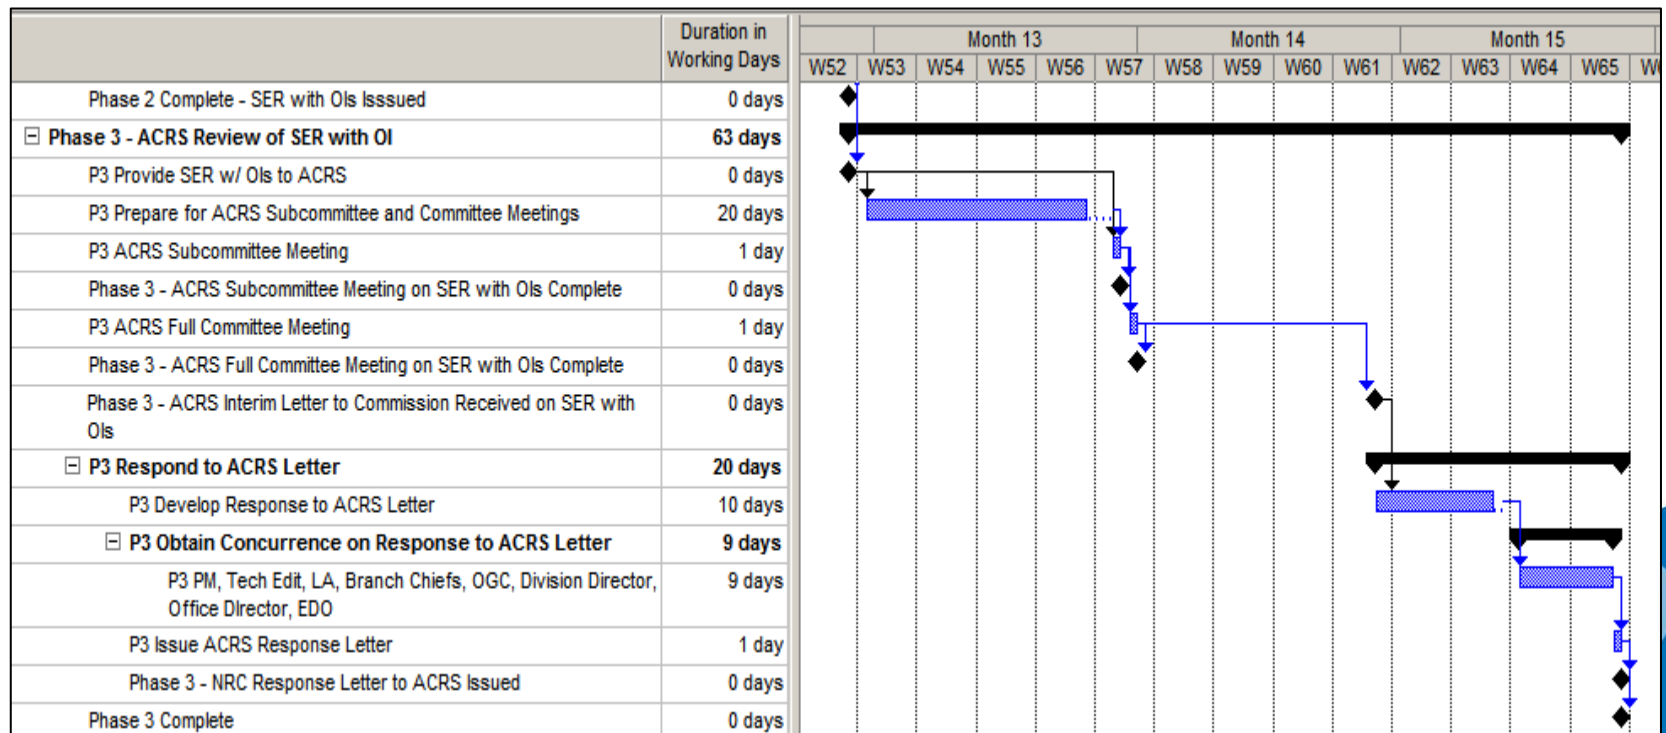 Duration in
Working Days
Month 13 Month 14 Month 15
W52 W53 W54 W55 W56 W57 W58 W59 W60 W61 W62 W63 W64 W65 W
Phase 2 Complete - SER with OIs Isssued 0 days
Phase 3 - ACRS Review of SER with OI 63 days
P3 Provide SER w/ OIs to ACRS 0 days
P3 Prepare for ACRS Subcommittee and Committee Meetings 20 days
P3 ACRS Subcommittee Meeting 1 day
Phase 3 - ACRS Subcommittee Meeting on SER with OIs Complete 0 days
P3 ACRS Full Committee Meeting 1 day
Phase 3 - ACRS Full Committee Meeting on SER with OIs Complete 0 days
Phase 3 - ACRS Interim Letter to Commission Received on SER with 0 days
OIs
P3 Respond to ACRS Letter 20 days
P3 Develop Response to ACRS Letter 10 days
P3 Obtain Concurrence on Response to ACRS Letter 9 days
P3 PM, Tech Edit, LA, Branch Chiefs, OGC, Division Director, 9 days
Office DIrector, EDO
P3 Issue ACRS Response Letter 1 day
Phase 3 - NRC Response Letter to ACRS Issued 0 days
Phase 3 Complete 0 days